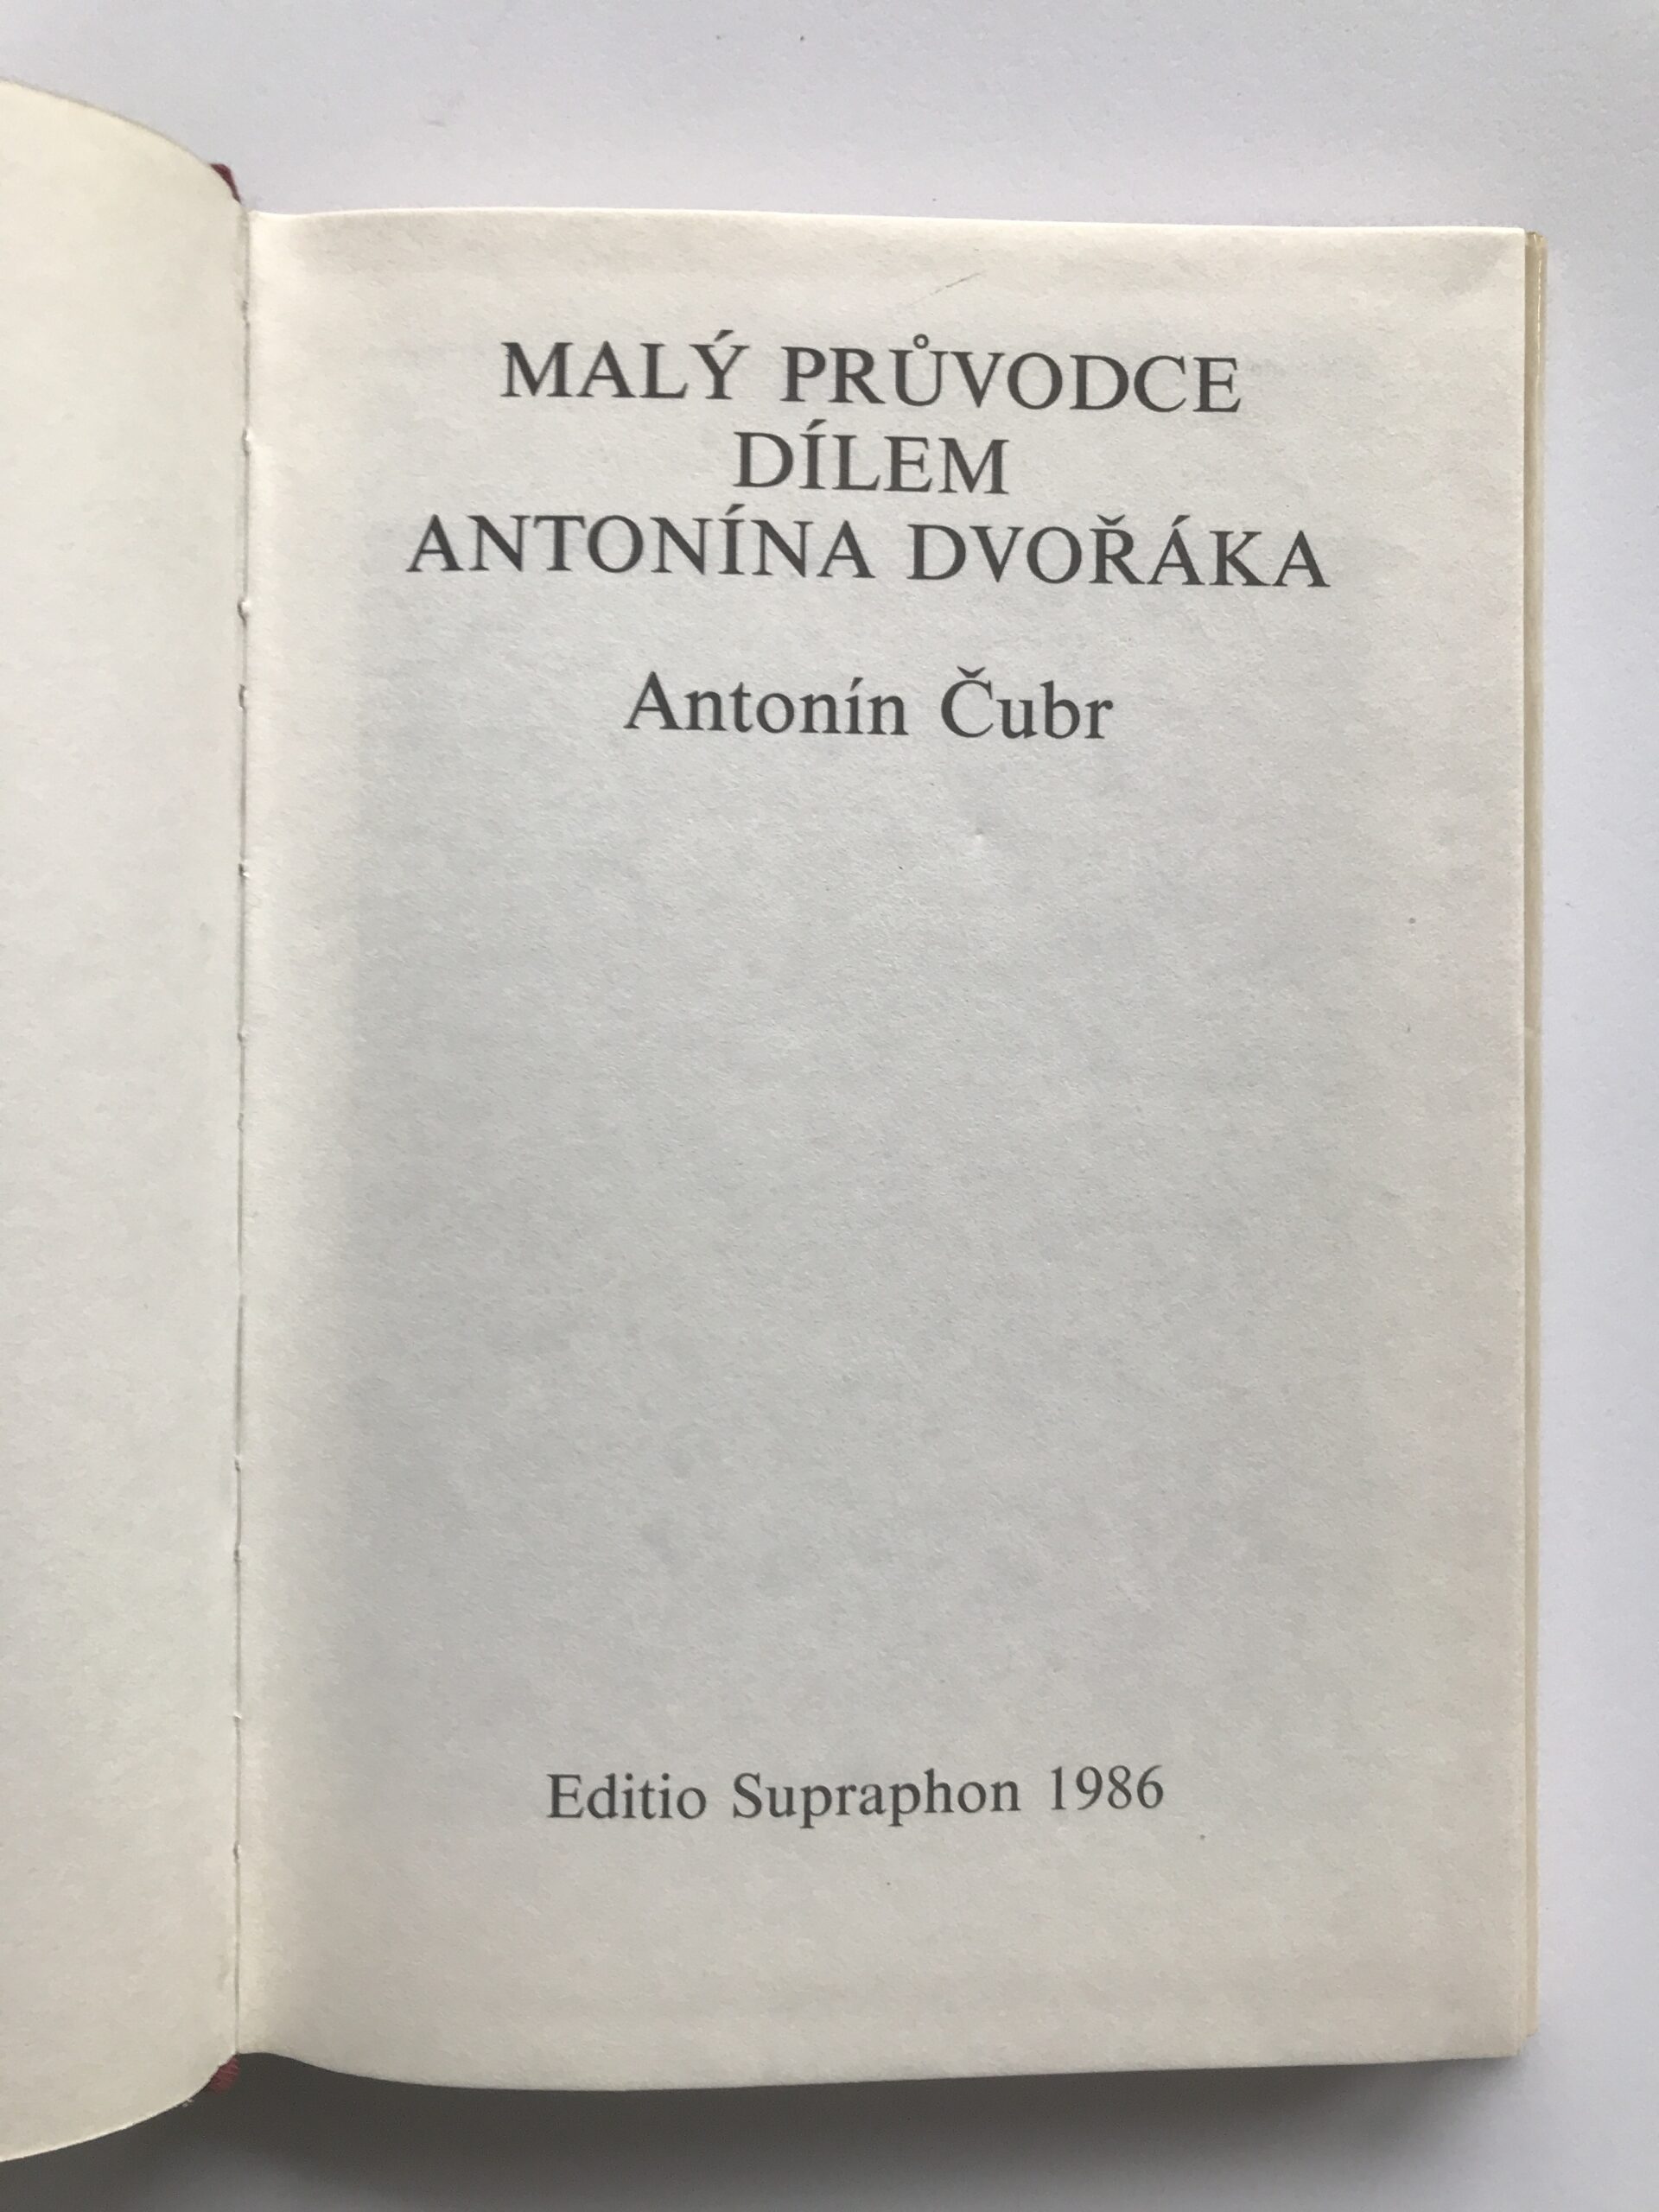 MALÝ PRŮVODCE
DÍLEM
ANTONÍNA DVOŘÁKA
Antonín Čubr
Editio Supraphon 1986